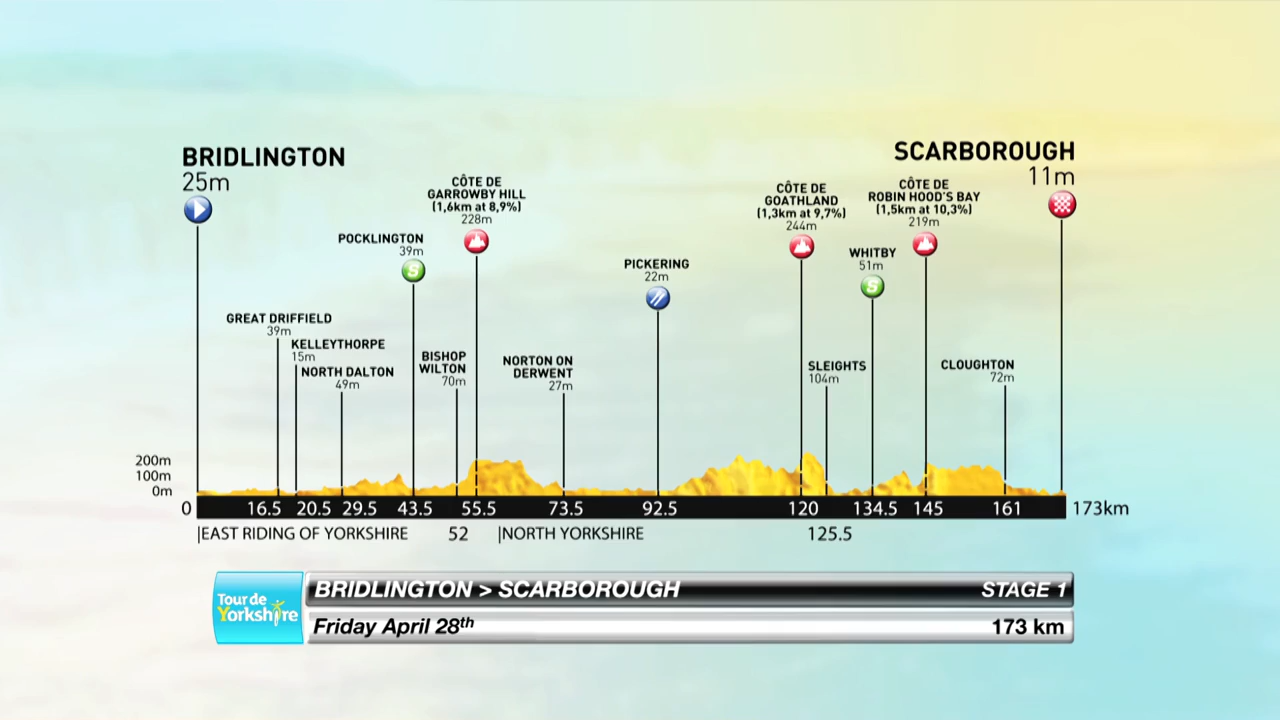 BRIDLINGTON
25m
SCARBOROUGH
11m
CÔTE DE
GARROWBY HILL
(1,6km at 8,9%)
228m
CÔTE DE
GOATHLAND
(1,3km at 9,7%)
244m
CÔTE DE
ROBIN HOOD'S BAY
(1,5km at 10,3%)
219m
POCKLINGTON
39m
S
WHITBY
51m
S
PICKERING
22m
GREAT DRIFFIELD
39m
KELLEYTHORPE
15m
NORTH DALTON
49m
BISHOP
WILTON
70m
NORTON ON
DERWENT
27m
SLEIGHTS
104m
CLOUGHTON
72m
200m
100m
0m
0 16.5 20.5 29.5 43.5 55.5 73.5 92.5 120 134.5 145 161 173km
|EAST RIDING OF YORKSHIRE 52 |NORTH YORKSHIRE 125.5
Tour de
Yorkshire
BRIDLINGTON > SCARBOROUGH STAGE 1
Friday April 28th 173 km